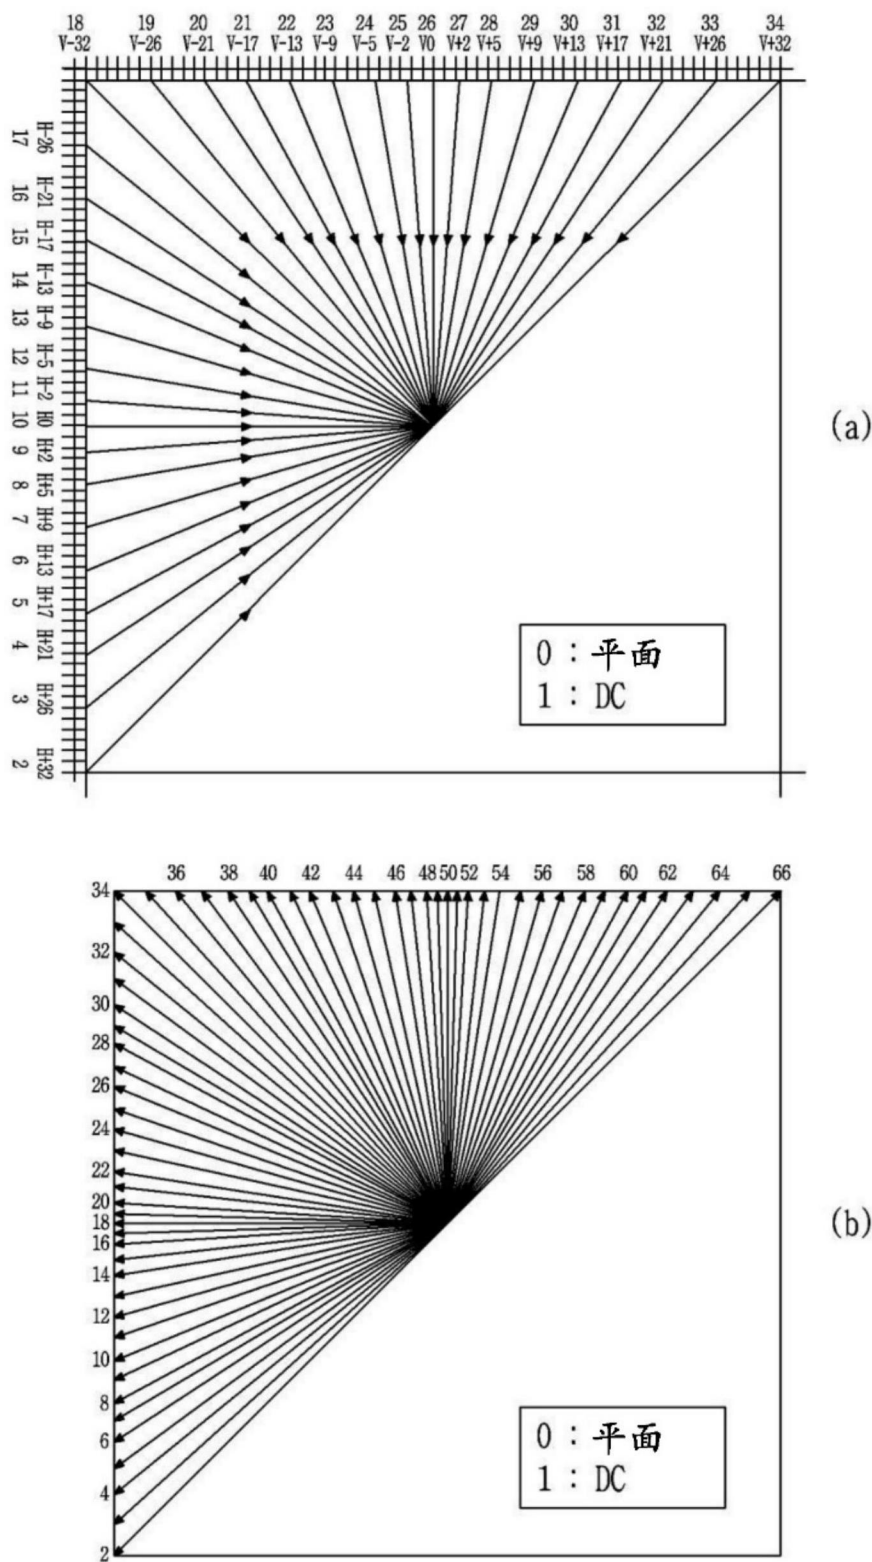 18 19 20 21 22 23 24 25 26 27 28 29 30 31 32 33 34
V-32 V-26 V-21 V-17 V-13 V-9 V-5 V-2 V0 V+2 V+5 V+9 V+13 V+17 V+21 V+26 V+32
17 H-26
16 H-21
15 H-17
14 H-13
13 H-9
12 H-5
11 H-2
10 H0
9 H+2
8 H+5
7 H+9
6 H+13
5 H+17
4 H+21
3 H+26
2 H+32
(a)
0:平面
1:DC
36 38 40 42 44 46 48 50 52 54 56 58 60 62 64 66
34
32
30
28
26
24
22
20
18
16
14
12
10
8
6
4
2
(b)
0:平面
1:DC